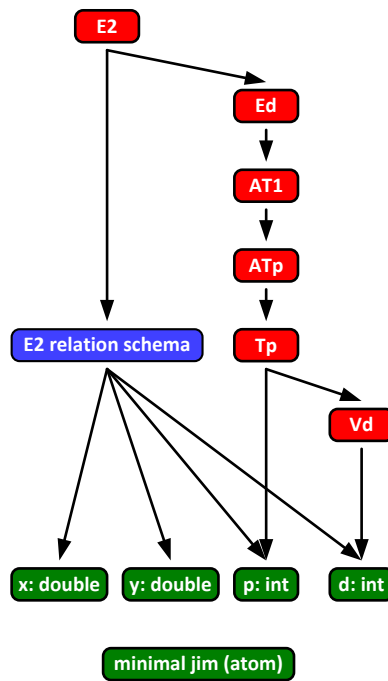 E2
Ed
AT1
ATp
E2 relation schema
Tp
Vd
x: double
y: double
p: int
d: int
minimal jim (atom)